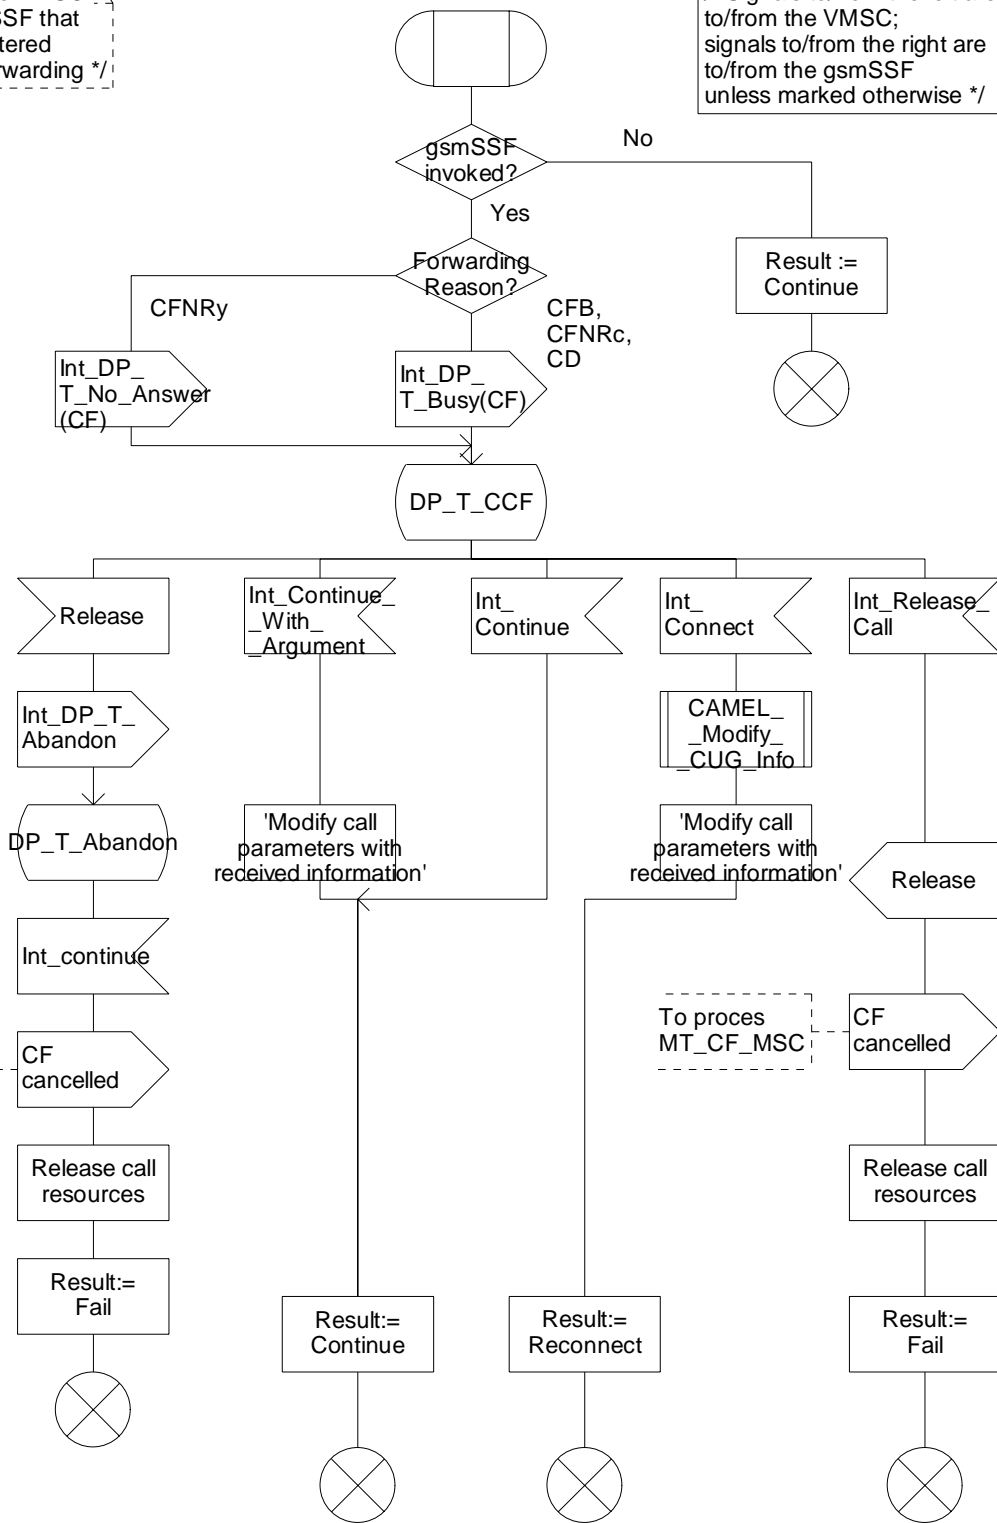 SSF that
tered
warding */
to/from the VMSC;
signals to/from the right are
to/from the gsmSSF
unless marked otherwise */
gsmSSF
invoked?
No
Yes
Forwarding
Reason?
Result :=
Continue
CFNRy
CFB,
CFNRc,
CD
Int_DP_
T_No_Answer
(CF)
Int_DP_
T_Busy(CF)
DP_T_CCF
Release
Int_Continue_
_With_
_Argument
Int_
Continue
Int_
Connect
Int_Release_
Call
Int_DP_T_
Abandon
CAMEL_
_Modify_
_CUG_Info
DP_T_Abandon
'Modify call
parameters with
received information'
'Modify call
parameters with
received information'
Release
Int_continue
To proces
MT_CF_MSC
CF
cancelled
CF
cancelled
Release call
resources
Release call
resources
Result:=
Fail
Result:=
Continue
Result:=
Reconnect
Result:=
Fail